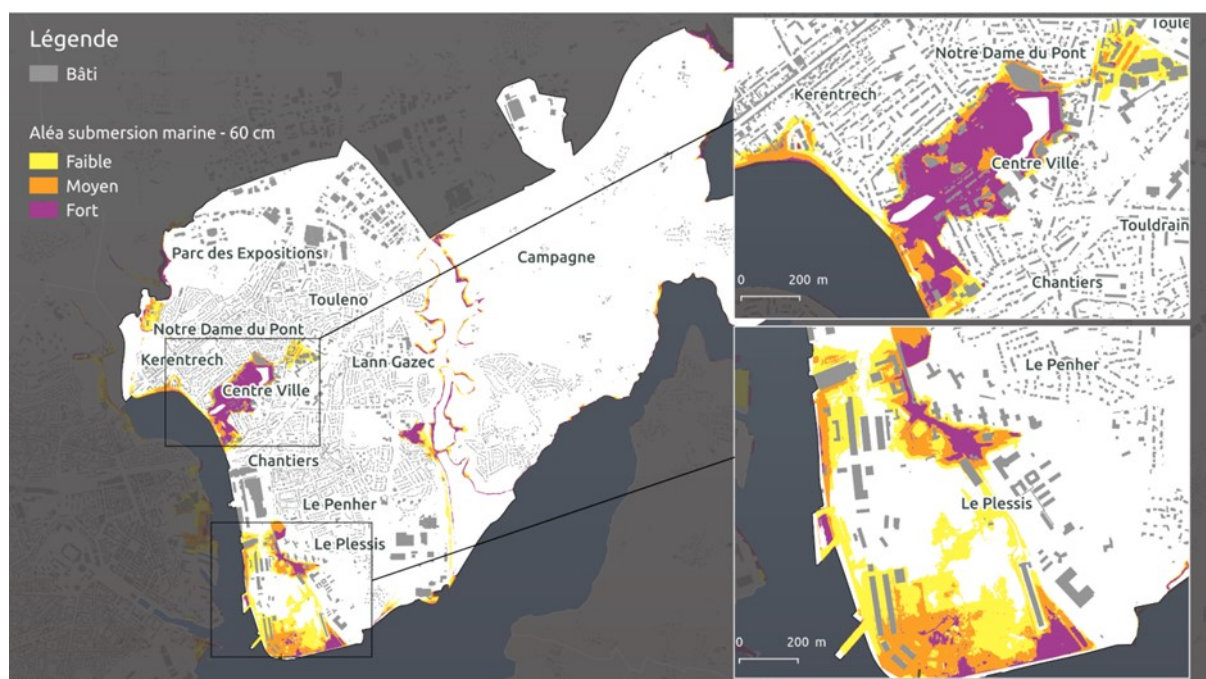 Légende
Bâti
Aléa submersion marine - 60 cm
Faible
Moyen
Fort
Parc des Expositions
Campagne
Touleno
Notre Dame du Pont
Kerentrech
Lann Gazec
Centre Ville
Chantiers
Le Penher
Le Plessis
Toule
Notre Dame du Pont
Kerentrech
Centre Ville
Touldrain
Chantiers
0 200 m
Le Penher
Le Plessis
0 200 m